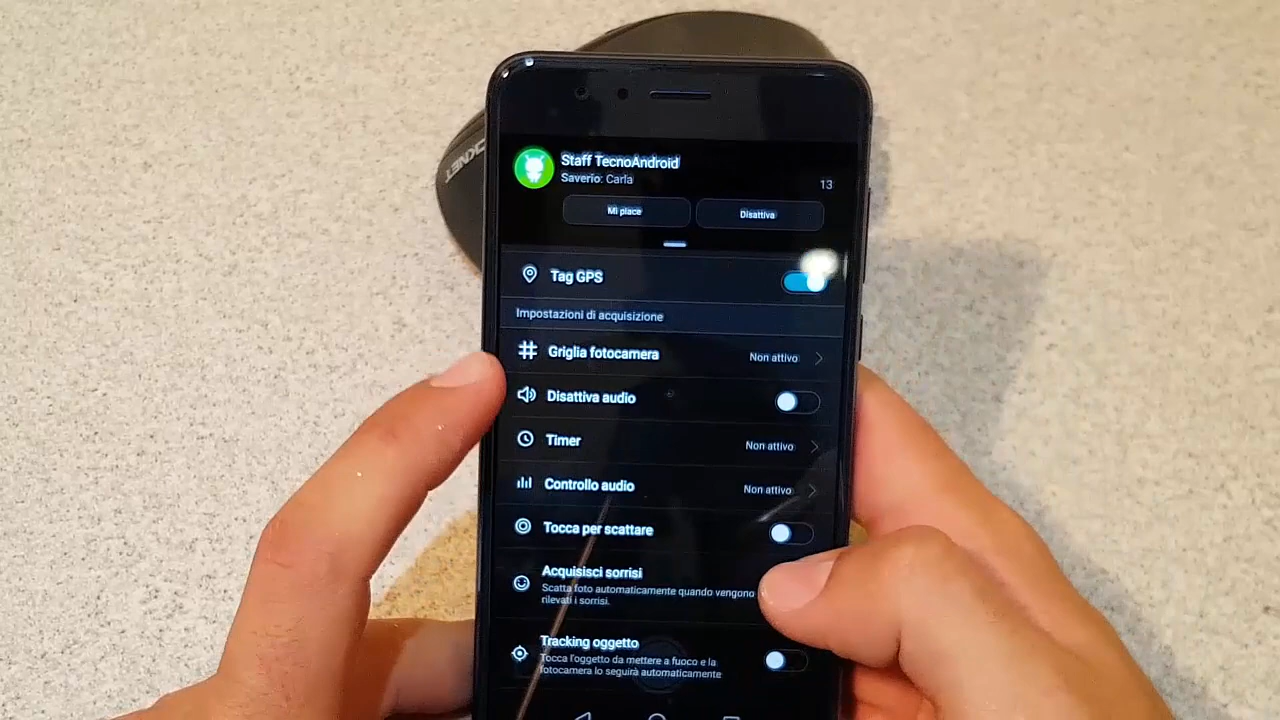 Staff TecnoAndroid
Saverio: Carla
13
Mi piace
Disattiva
Tag GPS
Impostazioni di acquisizione
Griglia fotocamera
Non attivo
Disattiva audio
Timer
Non attivo
Controllo audio
Non attivo
Tocca per scattare
Acquisisci sorrisi
Scatta foto automaticamente quando vengono
rilevati i sorrisi.
Tracking oggetto
Tocca l'oggetto da mettere a fuoco e la
fotocamera lo seguirà automaticamente